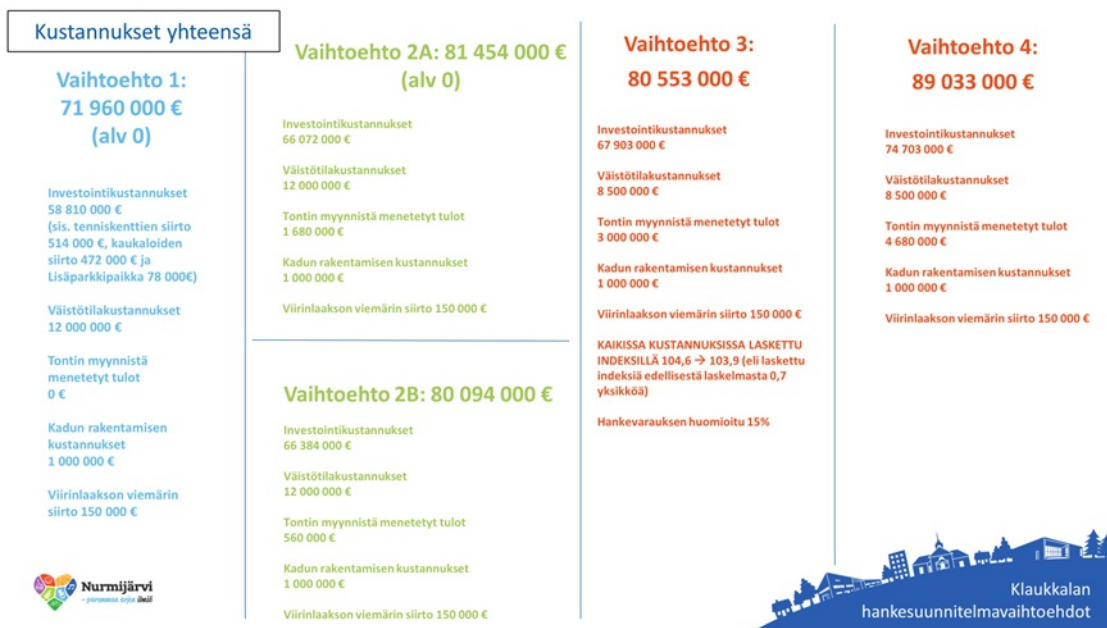 Kustannukset yhteensä
Vaihtoehto 1:
71 960 000 €
(alv 0)
Investointikustannukset
58 810 000 €
(sis. tenniskenttien siirto
514 000 €, kaukaloiden
siirto 472 000 € ja
Lisäparkkipaikka 78 000€)
Väistötilakustannukset
12 000 000 €
Tontin myynnistä
menetetyt tulot
0 €
Kadun rakentamisen
kustannukset
1 000 000 €
Viirinlaakson viemärin
siirto 150 000 €
Vaihtoehto 2A: 81 454 000 €
(alv 0)
Investointikustannukset
66 072 000 €
Väistötilakustannukset
12 000 000 €
Tontin myynnistä menetetyt tulot
1 680 000 €
Kadun rakentamisen kustannukset
1 000 000 €
Viirinlaakson viemärin siirto 150 000 €
Vaihtoehto 2B: 80 094 000 €
Investointikustannukset
66 384 000 €
Väistötilakustannukset
12 000 000 €
Tontin myynnistä menetetyt tulot
560 000 €
Kadun rakentamisen kustannukset
1 000 000 €
Viirinlaakson viemärin siirto 150 000 €
Vaihtoehto 3:
80 553 000 €
Investointikustannukset
67 903 000 €
Väistötilakustannukset
8 500 000 €
Tontin myynnistä menetetyt tulot
3 000 000 €
Kadun rakentamisen kustannukset
1 000 000 €
Viirinlaakson viemärin siirto 150 000 €
KAIKISSA KUSTANNUKSISSA LASKETTU
INDEKSILLÄ 104,6 → 103,9 (eli laskettu
indeksiä edellisestä laskelmasta 0,7
yksikköä)
Hankevarauksen huomioitu 15%
Vaihtoehto 4:
89 033 000 €
Investointikustannukset
74 703 000 €
Väistötilakustannukset
8 500 000 €
Tontin myynnistä menetetyt tulot
4 680 000 €
Kadun rakentamisen kustannukset
1 000 000 €
Viirinlaakson viemärin siirto 150 000 €
Nurmijärvi
- paremman arjen ilmiö
Klaukkalan
hankesuunnitelmavaihtoehdot